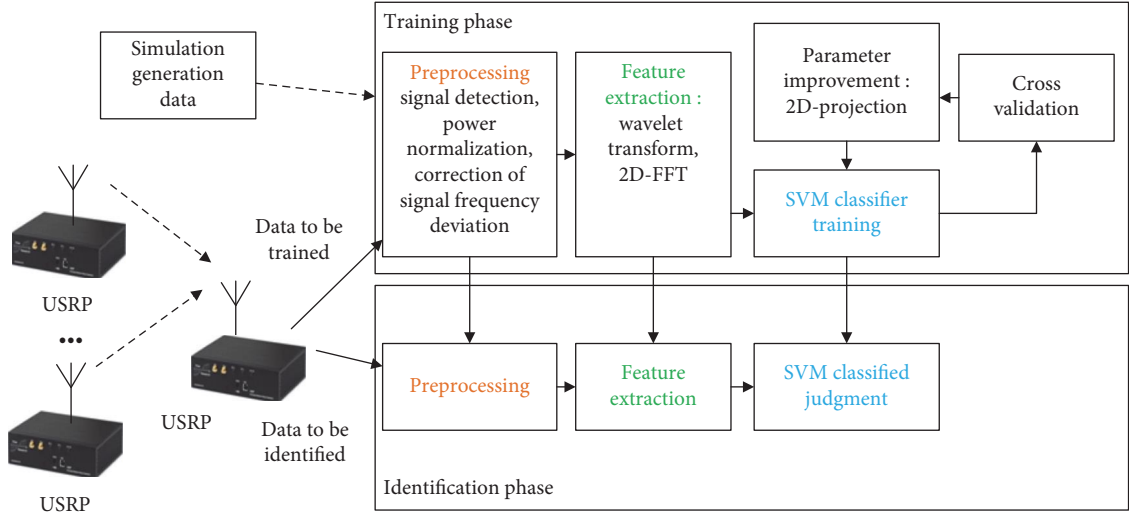 Training phase
Simulation
generation
data
Preprocessing
signal detection,
power
normalization,
correction of
signal frequency
deviation
Feature
extraction :
wavelet
transform,
2D-FFT
Parameter
improvement :
2D-projection
Cross
validation
SVM classifier
training
Data to be
trained
USRP
•••
USRP
USRP
Data to be
identified
Preprocessing
Feature
extraction
SVM classified
judgment
Identification phase